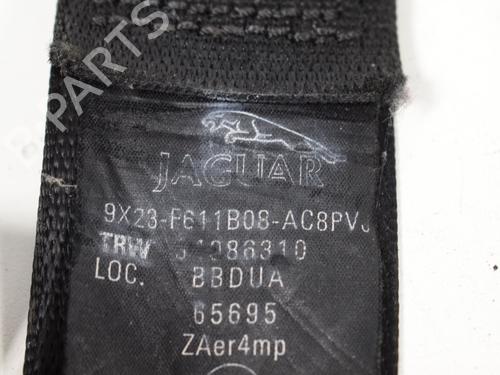 JAGUAR
9X23-F611B08-AC8PVJ
TRW 34086310
LOC. BBDUA
65695
ZAer4mp
B-PARTS